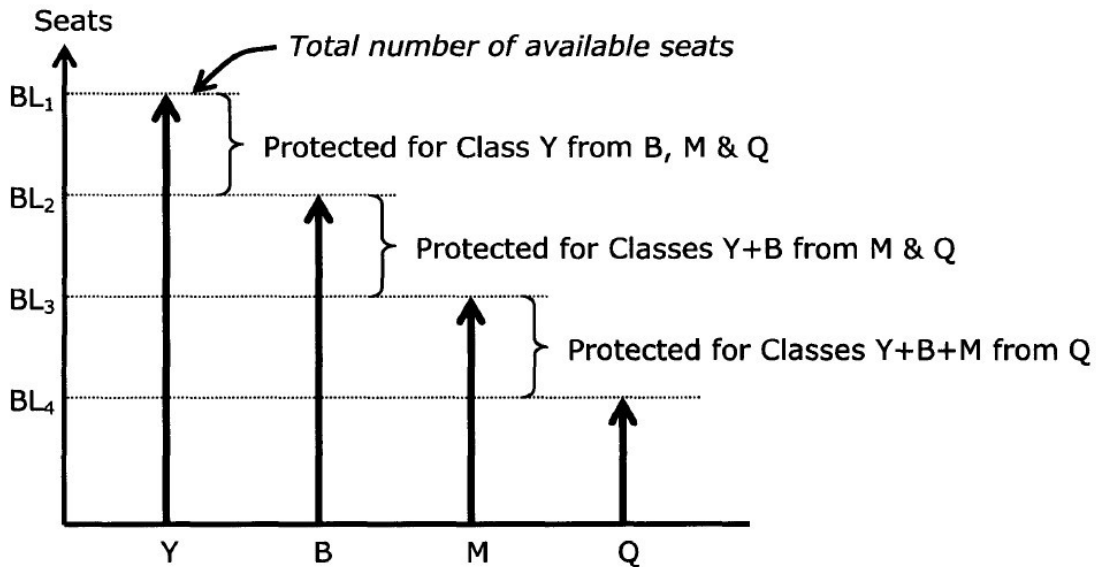 Seats
Total number of available seats
BL1
Protected for Class Y from B, M & Q
BL2
Protected for Classes Y+B from M & Q
BL3
Protected for Classes Y+B+M from Q
BL4
Y B M Q